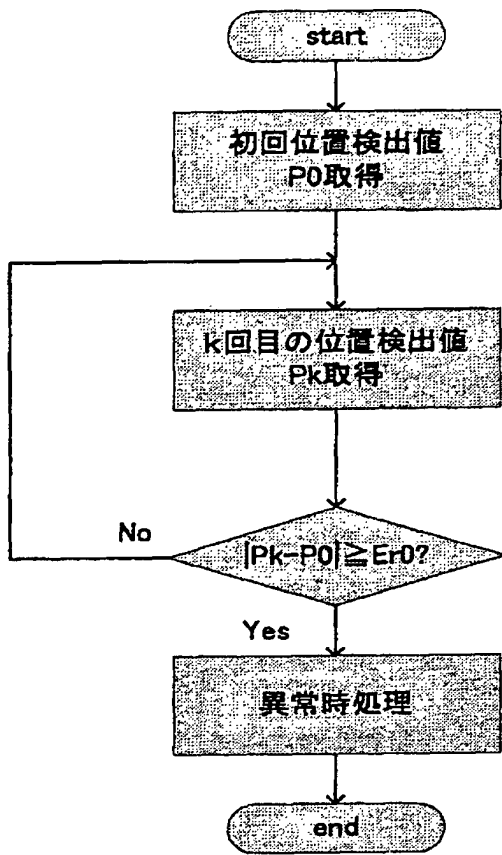 start
初回位置検出値
P0取得
k回目の位置検出値
Pk取得
No
|Pk-P0|≧Er0?
Yes
異常時処理
end